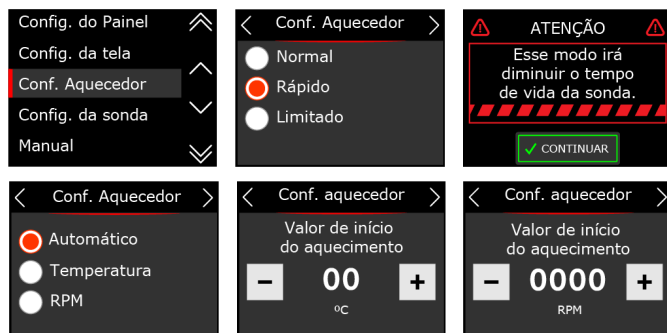 Config. do Painel
Config. da tela
Conf. Aquecedor
Config. da sonda
Manual
Conf. Aquecedor
Normal
Rápido
Limitado
ATENÇÃO
Esse modo irá
diminuir o tempo
de vida da sonda.
CONTINUAR
Conf. Aquecedor
Automático
Temperatura
RPM
Conf. aquecedor
Valor de início
do aquecimento
00
ºC
Conf. aquecedor
Valor de início
do aquecimento
0000
RPM